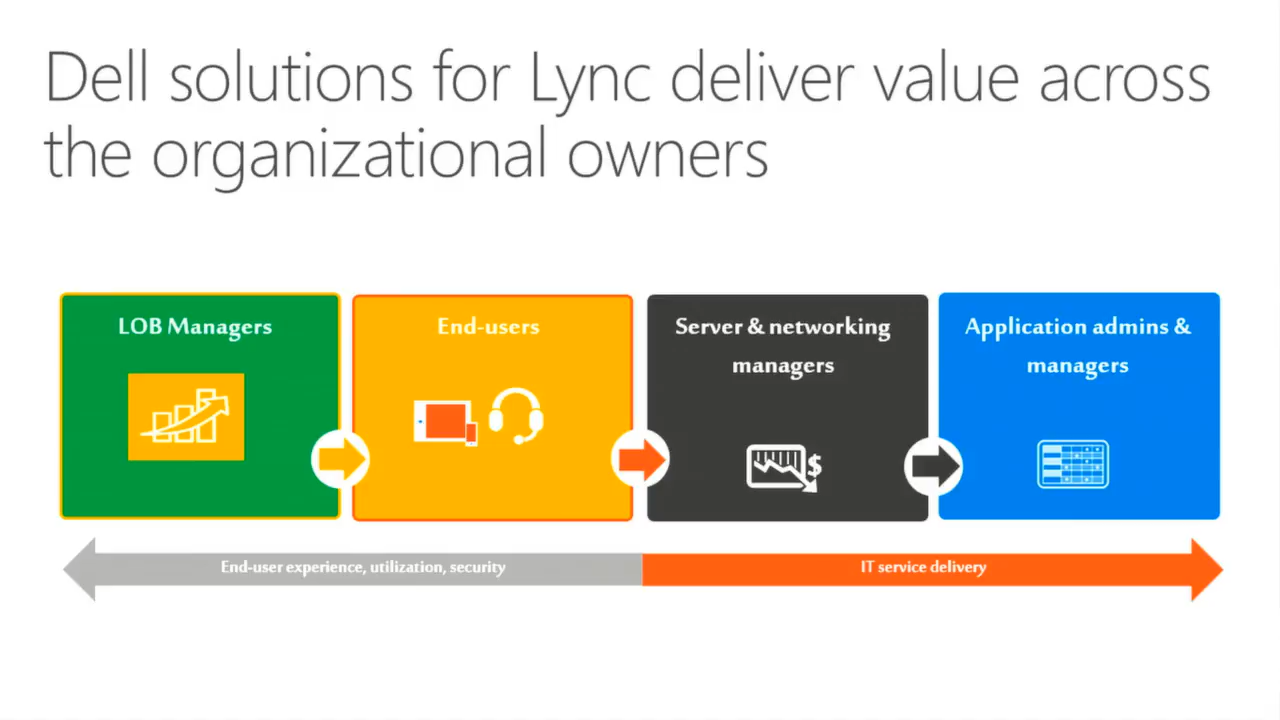 Dell solutions for Lync deliver value across
the organizational owners
LOB Managers
End-users
Server & networking
managers
$
Application admins &
managers
End-user experience, utilization, security
IT service delivery